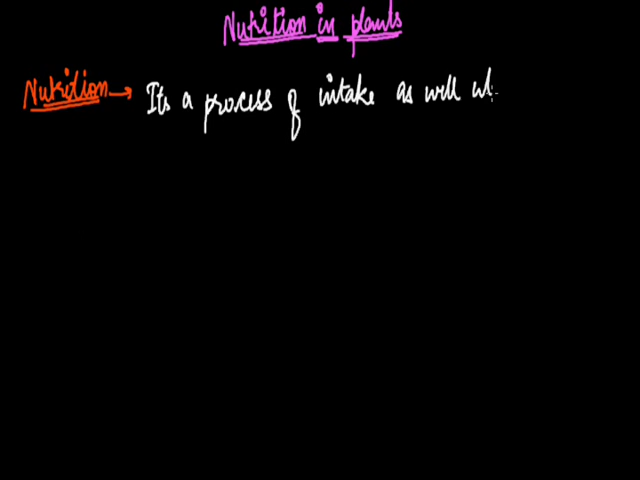 Nutrition in plants
Nutrition → Its a process of intake as well